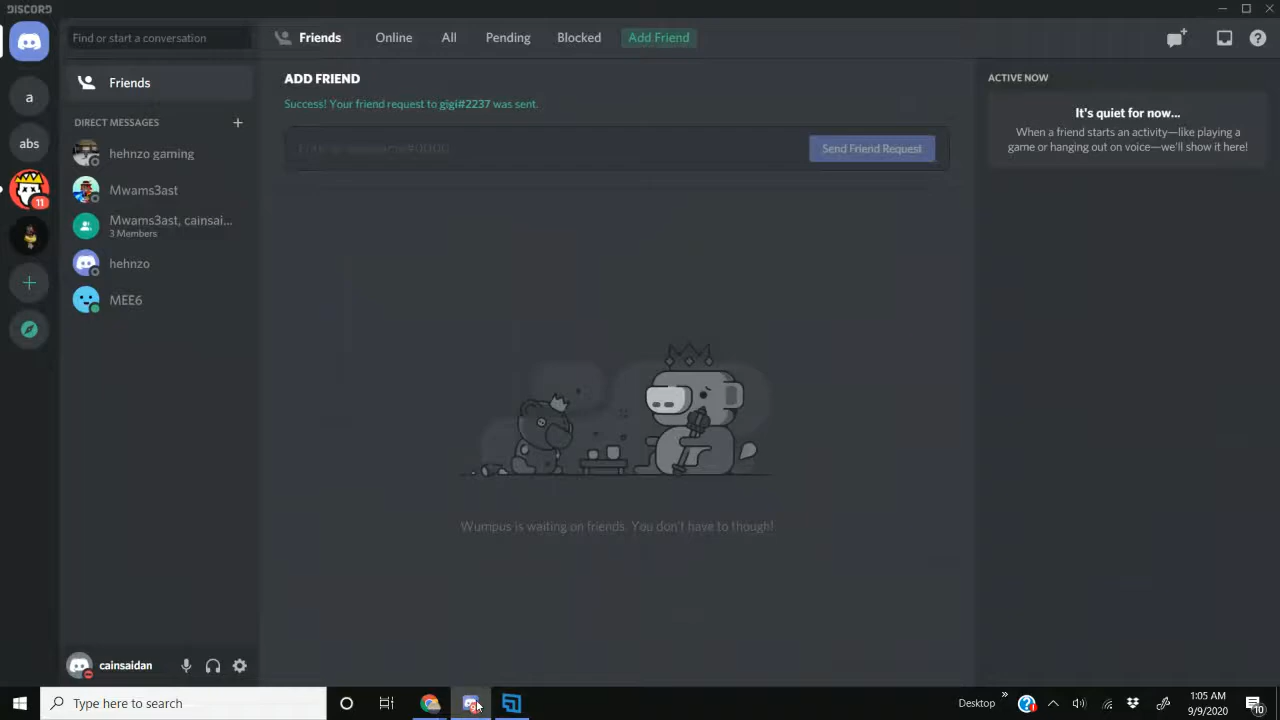 DISCORD
Find or start a conversation
Friends
Online
All
Pending
Blocked
Add Friend
a
abs
11
Friends
DIRECT MESSAGES
hehnzo gaming
Mwams3ast
Mwams3ast, cainsai...
3 Members
hehnzo
MEE6
ADD FRIEND
Success! Your friend request to gigi#2237 was sent.
Send Friend Request
Wumpus is waiting on friends. You don't have to though!
ACTIVE NOW
It's quiet for now...
When a friend starts an activity—like playing a
game or hanging out on voice—we'll show it here!
cainsaidan
Type here to search
Desktop
1:05 AM
9/9/2020
10